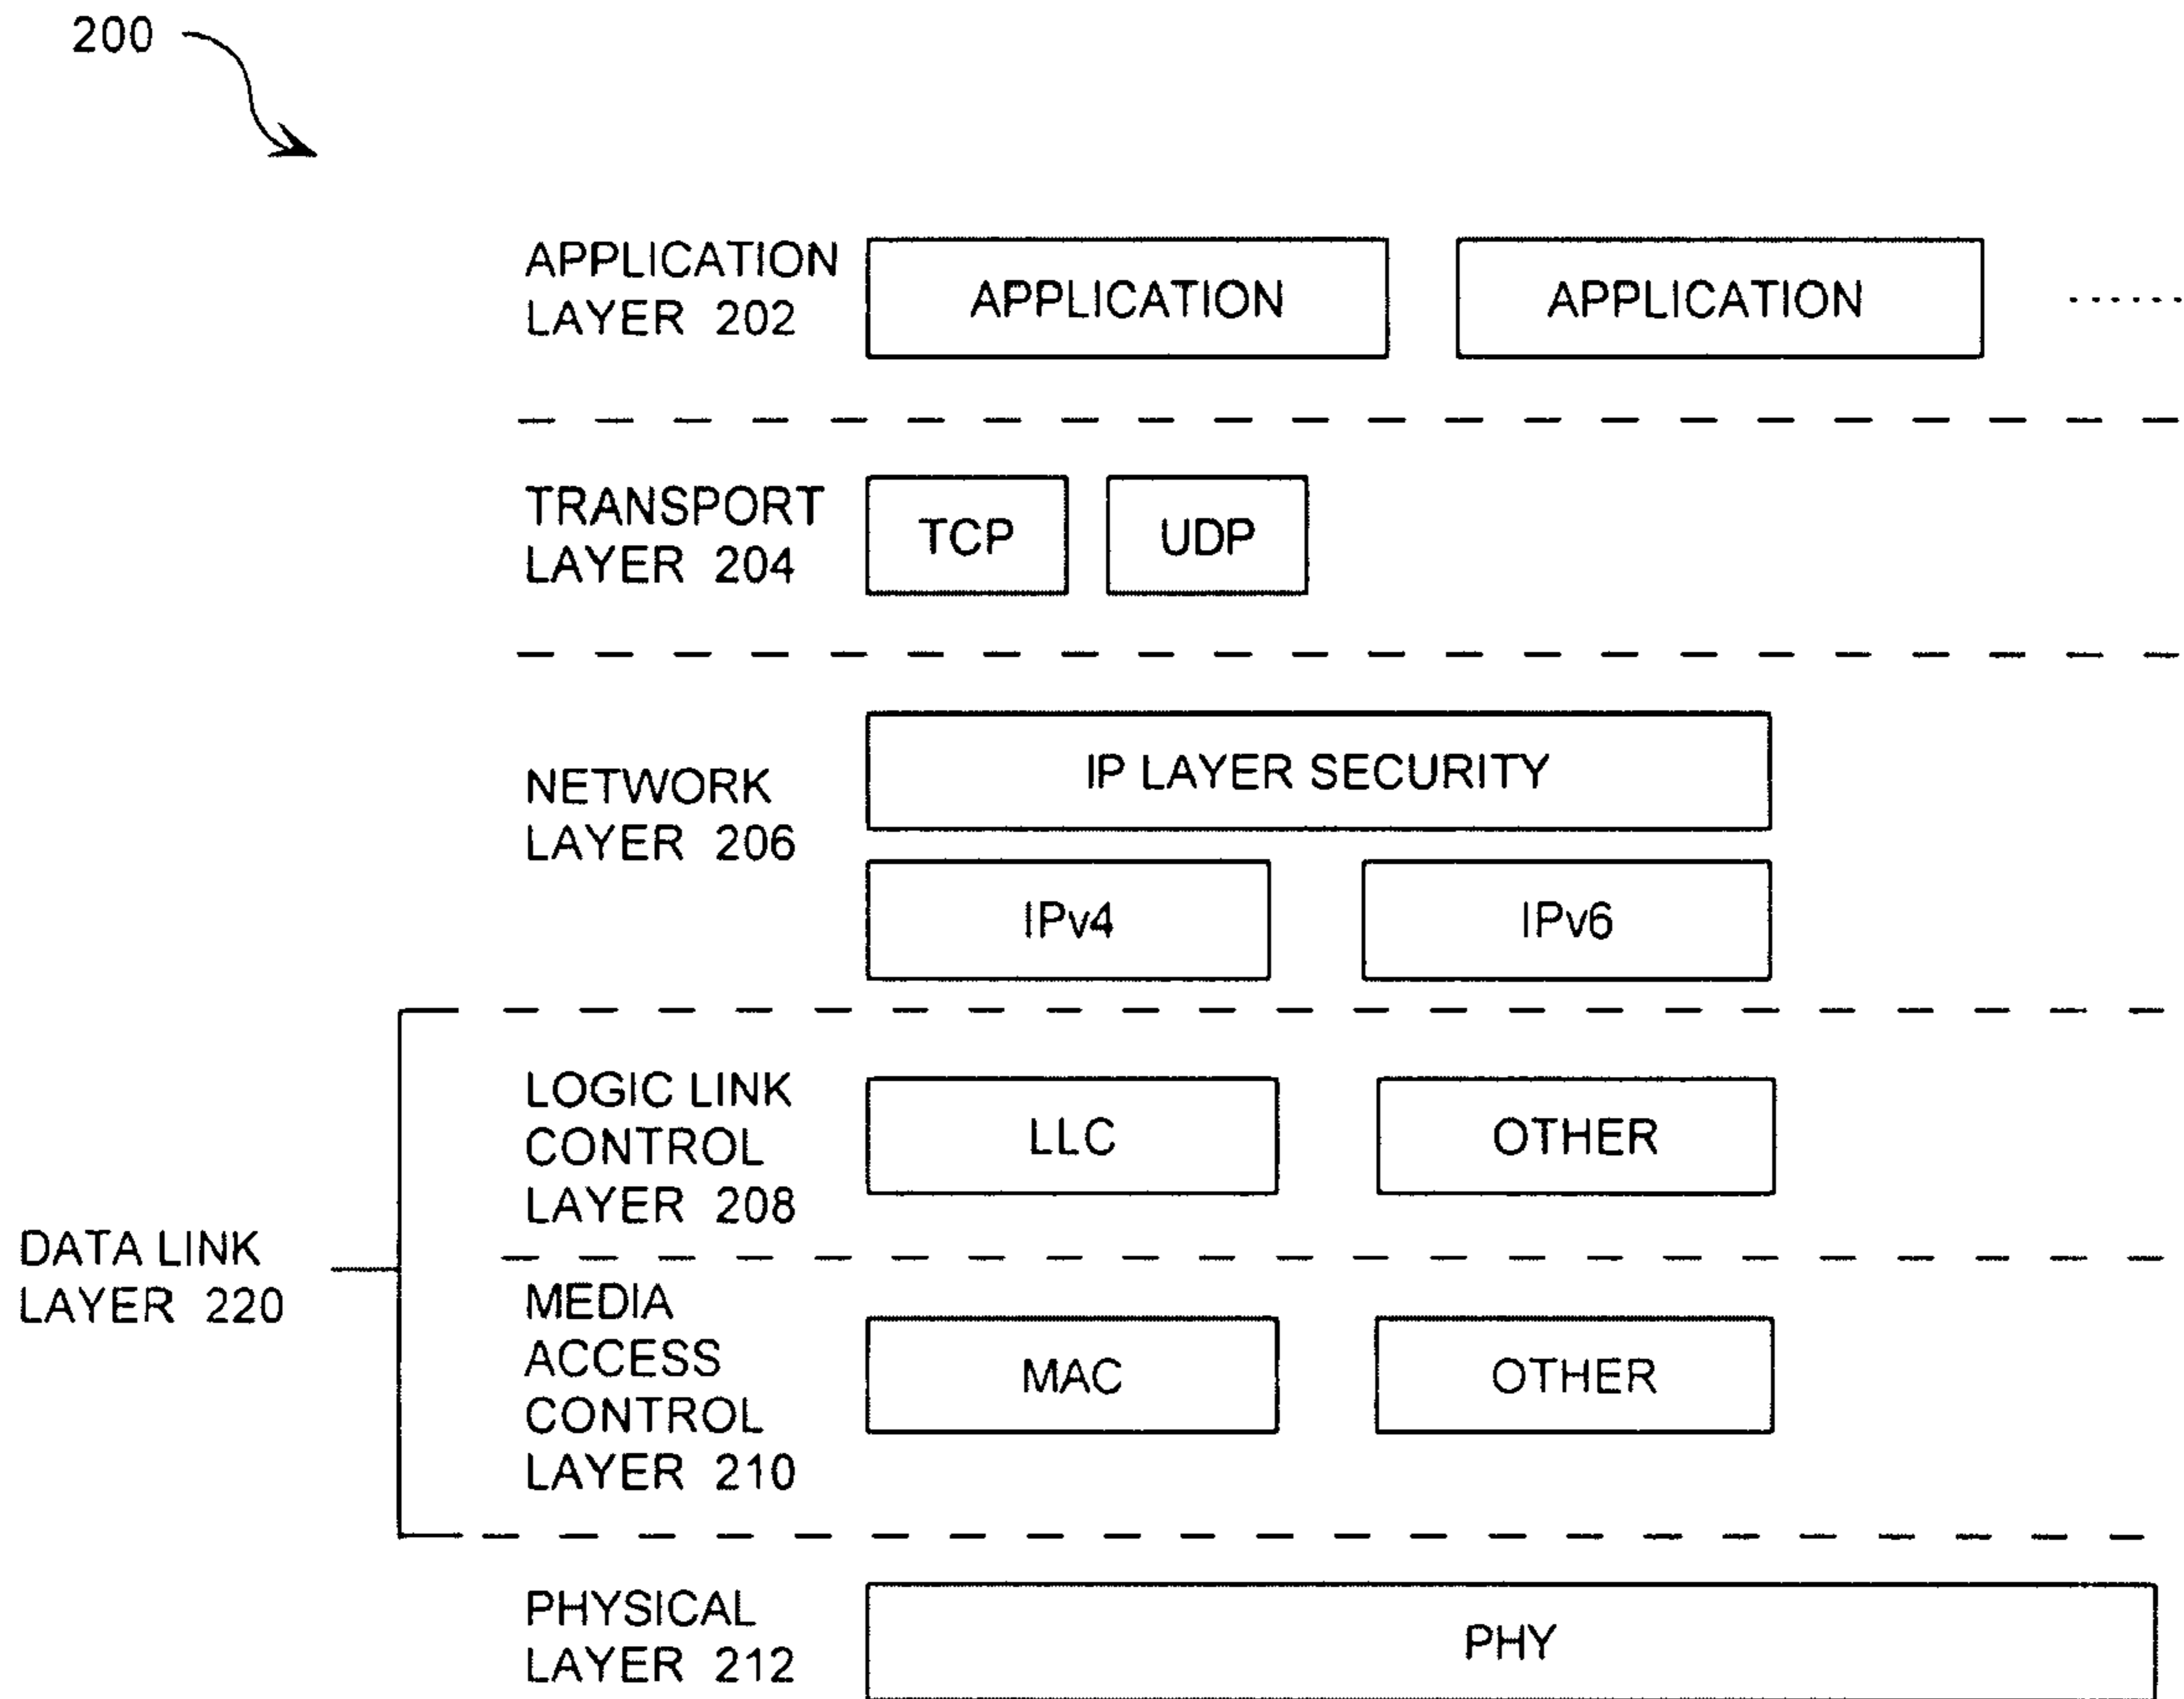 200
APPLICATION
LAYER 202
APPLICATION
APPLICATION
TRANSPORT
LAYER 204
TCP
UDP
NETWORK
LAYER 206
IP LAYER SECURITY
IPv4
IPv6
DATA LINK
LAYER 220
LOGIC LINK
CONTROL
LAYER 208
LLC
OTHER
MEDIA
ACCESS
CONTROL
LAYER 210
MAC
OTHER
PHYSICAL
LAYER 212
PHY